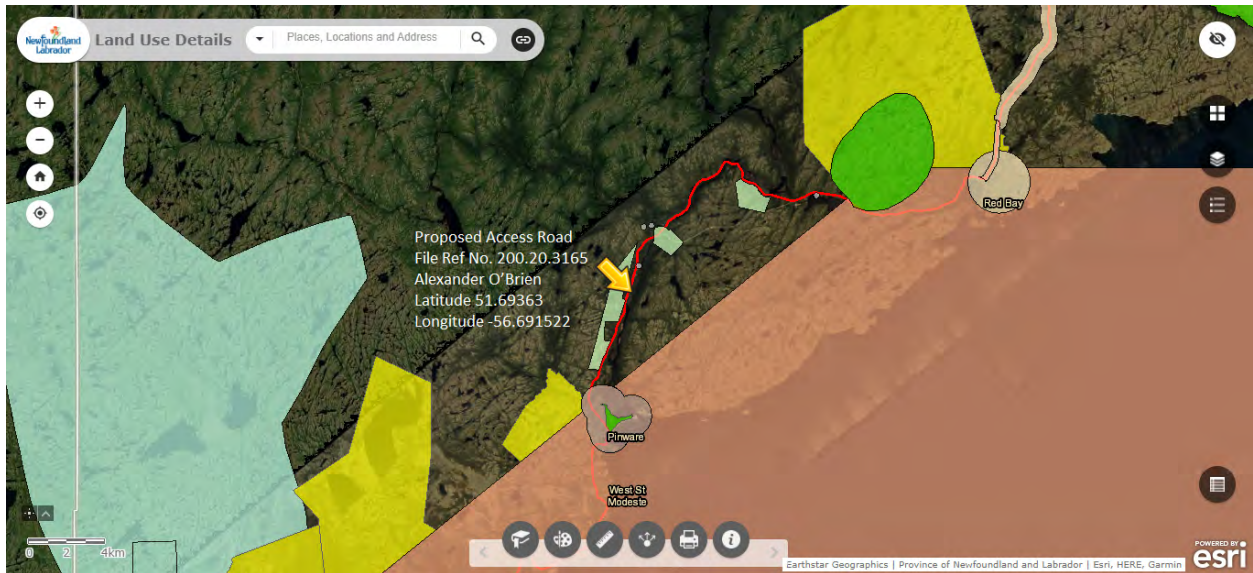 Newfoundland
Labrador
Land Use Details
Places, Locations and Address
Red Bay
Proposed Access Road
File Ref No. 200.20.3165
Alexander O'Brien
Latitude 51.69363
Longitude -56.691522
Pinware
West St
Modeste
0 2 4km
Earthstar Geographics | Province of Newfoundland and Labrador | Esri, HERE, Garmin
POWERED BY
esri